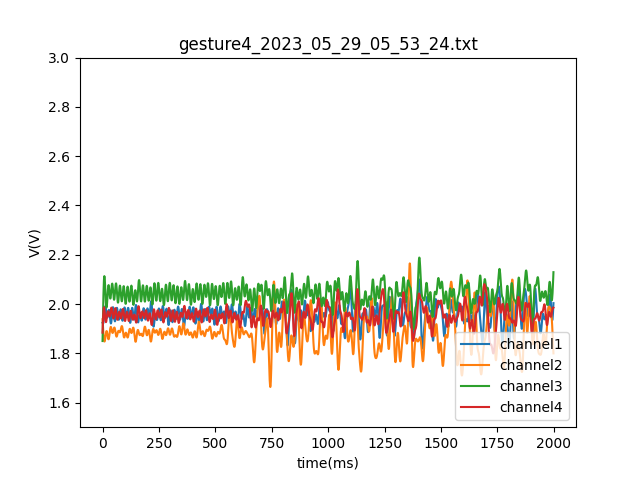 gesture4_2023_05_29_05_53_24.txt
3.0
2.8
2.6
2.4
2.2
2.0
1.8
1.6
V(V)
channel1
channel2
channel3
channel4
0 250 500 750 1000 1250 1500 1750 2000
time(ms)